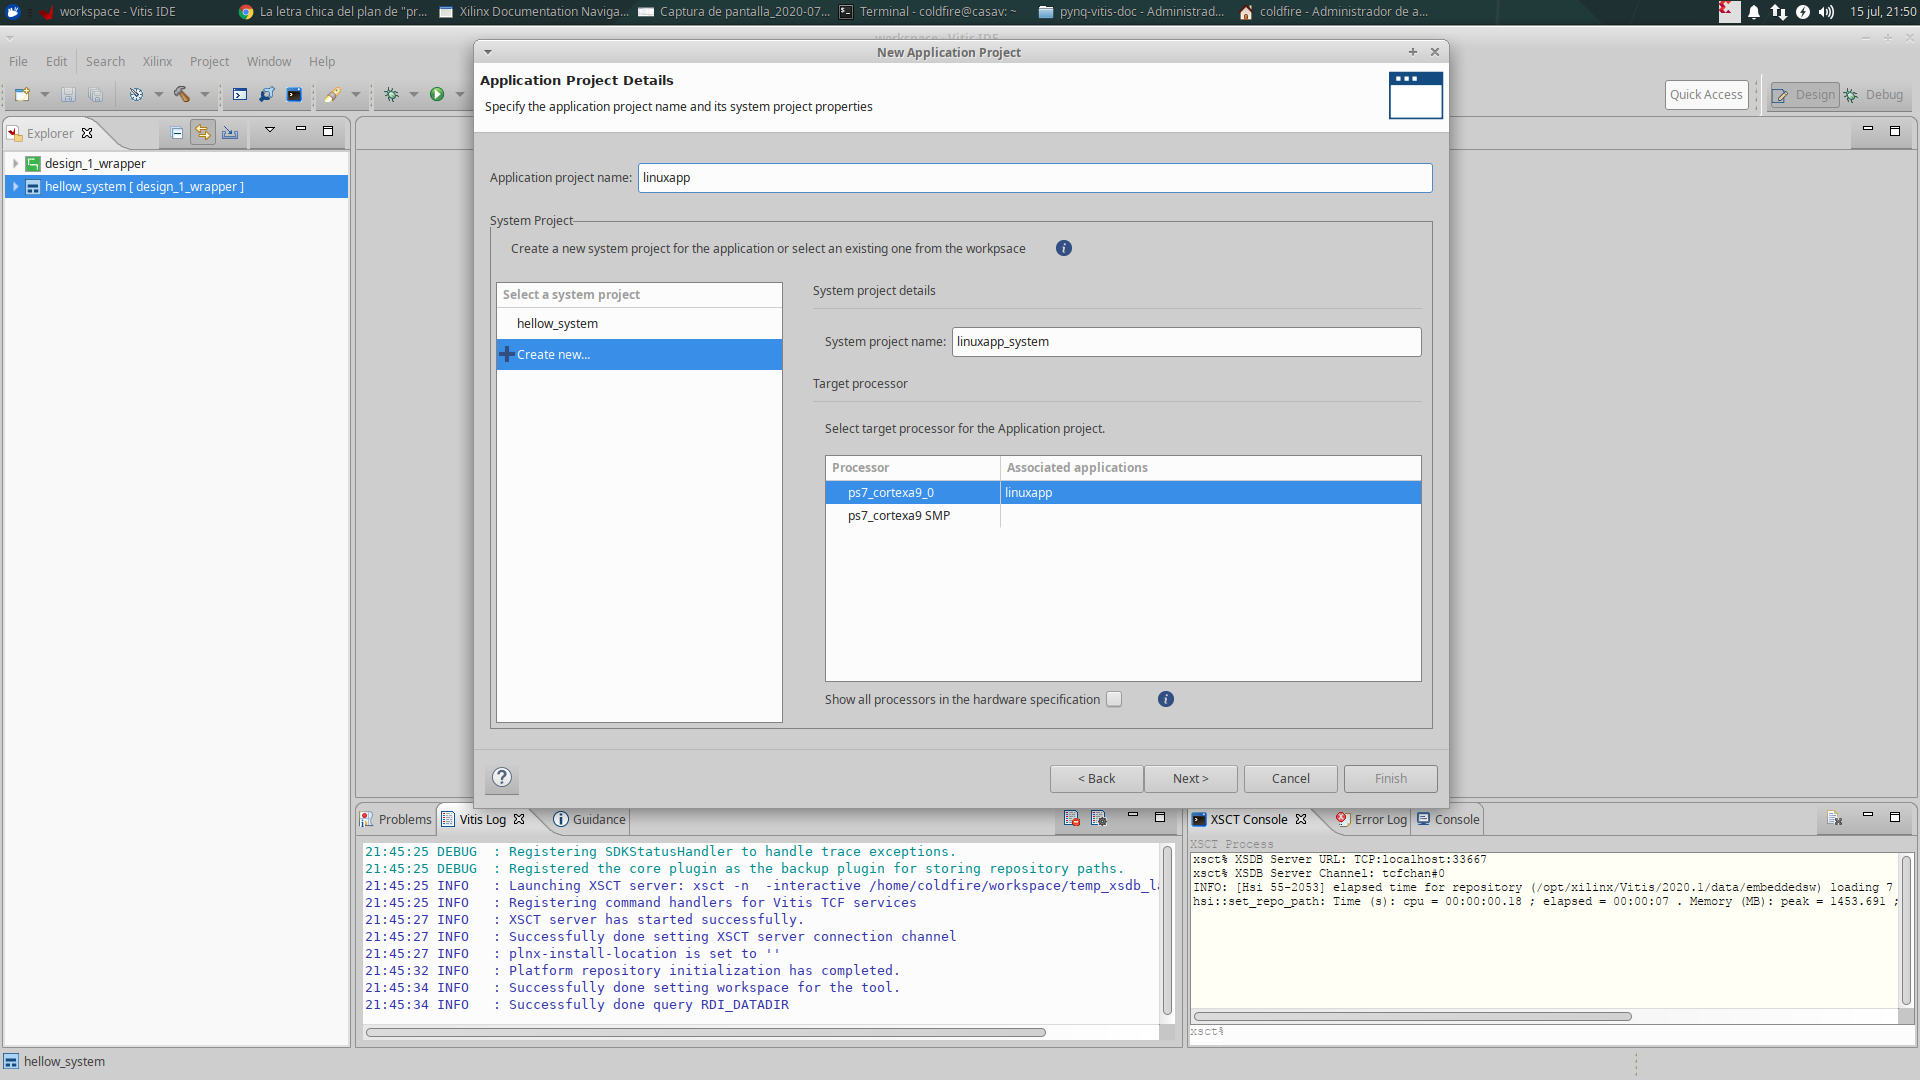 workspace - Vitis IDE
La letra chica del plan de "pr...
Xilinx Documentation Naviga...
Captura de pantalla_2020-07...
Terminal - coldfire@casav: ~
pynq-vitis-doc - Administrad...
coldfire - Administrador de a...
15 jul, 21:50
workspace - Vitis IDE
File Edit Search Xilinx Project Window Help
New Application Project
Application Project Details
Specify the application project name and its system project properties
Quick Access
Design
Debug
Explorer
design_1_wrapper
hellow_system [ design_1_wrapper ]
Application project name: linuxapp
System Project
Create a new system project for the application or select an existing one from the workpsace
Select a system project
hellow_system
Create new...
System project details
System project name: linuxapp_system
Target processor
Select target processor for the Application project.
Processor Associated applications
ps7_cortexa9_0 linuxapp
ps7_cortexa9 SMP
Show all processors in the hardware specification
< Back
Next >
Cancel
Finish
Problems
Vitis Log
Guidance
21:45:25 DEBUG : Registering SDKStatusHandler to handle trace exceptions.
21:45:25 DEBUG : Registered the core plugin as the backup plugin for storing repository paths.
21:45:25 INFO : Launching XSCT server: xsct -n -interactive /home/coldfire/workspace/temp_xsdb_la
21:45:25 INFO : Registering command handlers for Vitis TCF services
21:45:27 INFO : XSCT server has started successfully.
21:45:27 INFO : Successfully done setting XSCT server connection channel
21:45:27 INFO : plnx-install-location is set to ''
21:45:32 INFO : Platform repository initialization has completed.
21:45:34 INFO : Successfully done setting workspace for the tool.
21:45:34 INFO : Successfully done query RDI_DATADIR
XSCT Console
Error Log
Console
XSCT Process
xsct% XSDB Server URL: TCP:localhost:33667
xsct% XSDB Server Channel: tcfchan#0
INFO: [Hsi 55-2053] elapsed time for repository (/opt/xilinx/Vitis/2020.1/data/embeddedsw) loading 7
hsi::set_repo_path: Time (s): cpu = 00:00:00.18 ; elapsed = 00:00:07 . Memory (MB): peak = 1453.691 ;
xsct%
hellow_system